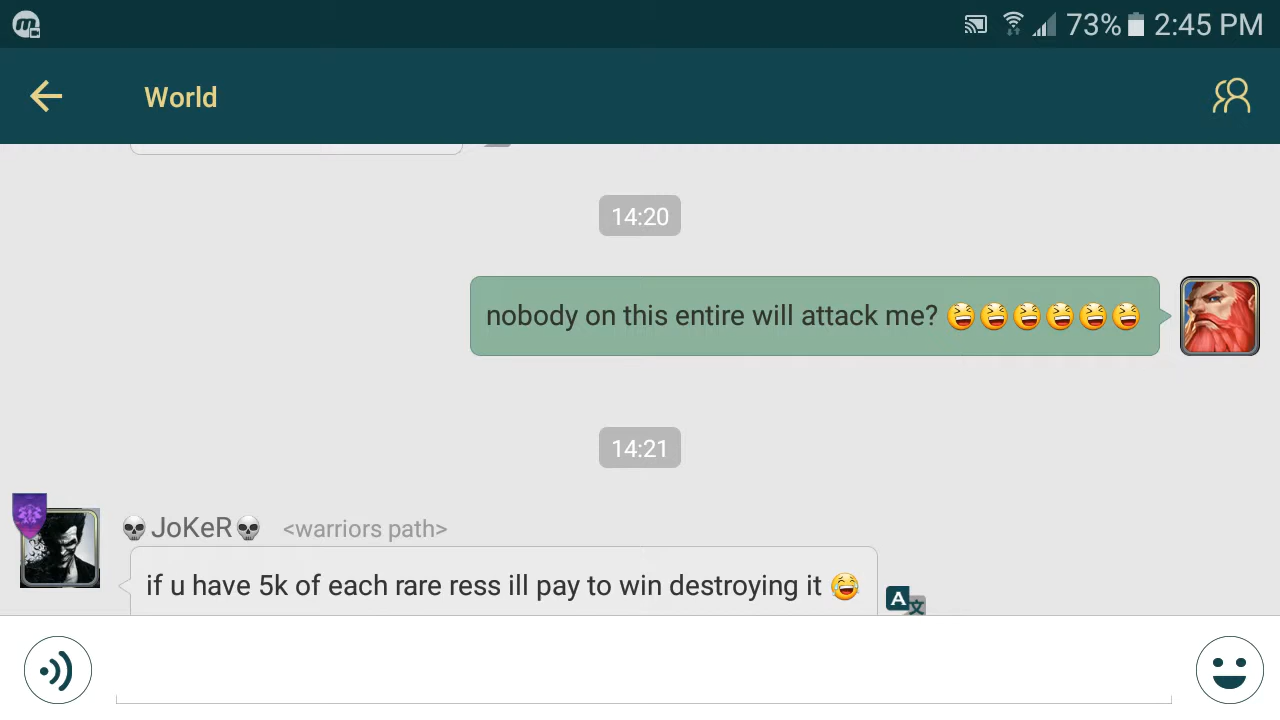 73% 2:45 PM
World
14:20
nobody on this entire will attack me? 😆😆😆😆😆😆
14:21
💀JoKeR💀 <warriors path>
if u have 5k of each rare ress ill pay to win destroying it 😂
A 文